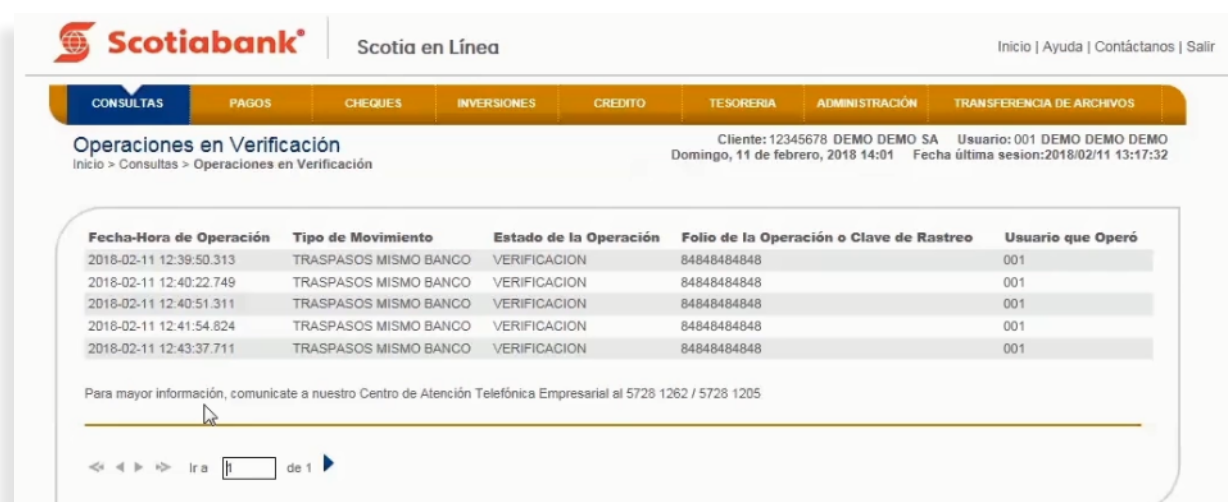 Scotiabank® Scotia en Línea Inicio | Ayuda | Contáctanos | Salir
CONSULTAS PAGOS CHEQUES INVERSIONES CREDITO TESORERIA ADMINISTRACIÓN TRANSFERENCIA DE ARCHIVOS
Operaciones en Verificación Cliente: 12345678 DEMO DEMO SA Usuario: 001 DEMO DEMO DEMO
Inicio > Consultas > Operaciones en Verificación Domingo, 11 de febrero, 2018 14:01 Fecha última sesion:2018/02/11 13:17:32
Fecha-Hora de Operación Tipo de Movimiento Estado de la Operación Folio de la Operación o Clave de Rastreo Usuario que Operó
2018-02-11 12:39:50.313 TRASPASOS MISMO BANCO VERIFICACION 84848484848 001
2018-02-11 12:40:22.749 TRASPASOS MISMO BANCO VERIFICACION 84848484848 001
2018-02-11 12:40:51.311 TRASPASOS MISMO BANCO VERIFICACION 84848484848 001
2018-02-11 12:41:54.824 TRASPASOS MISMO BANCO VERIFICACION 84848484848 001
2018-02-11 12:43:37.711 TRASPASOS MISMO BANCO VERIFICACION 84848484848 001
Para mayor información, comunicate a nuestro Centro de Atención Telefónica Empresarial al 5728 1262 / 5728 1205
Ir a 1 de 1